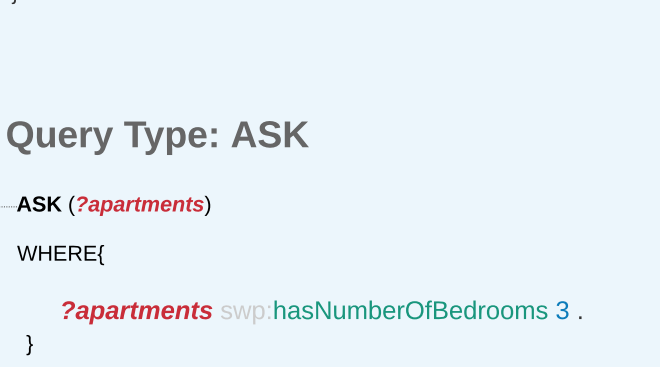 }
Query Type: ASK
ASK (?apartments)
WHERE{
?apartments swp:hasNumberOfBedrooms 3 .
}